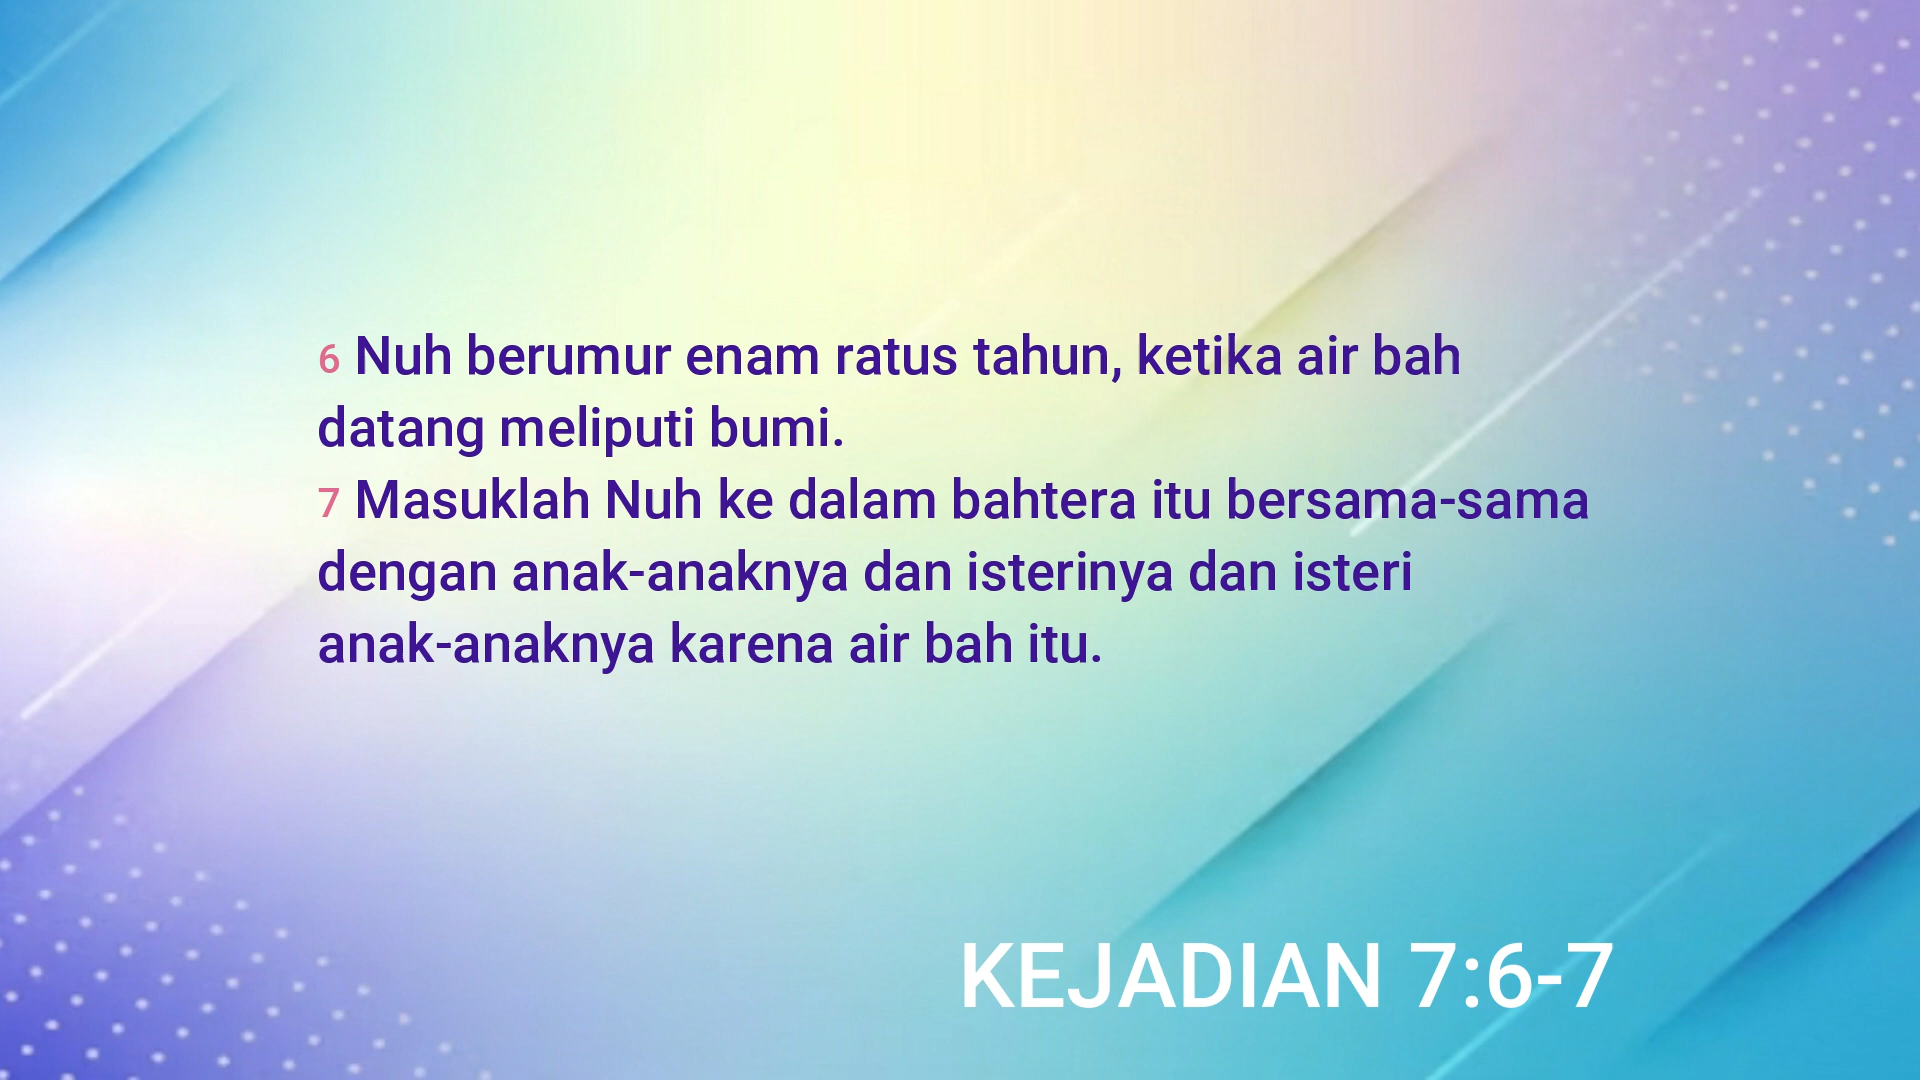 6 Nuh berumur enam ratus tahun, ketika air bah
datang meliputi bumi.
7 Masuklah Nuh ke dalam bahtera itu bersama-sama
dengan anak-anaknya dan isterinya dan isteri
anak-anaknya karena air bah itu.
KEJADIAN 7:6-7